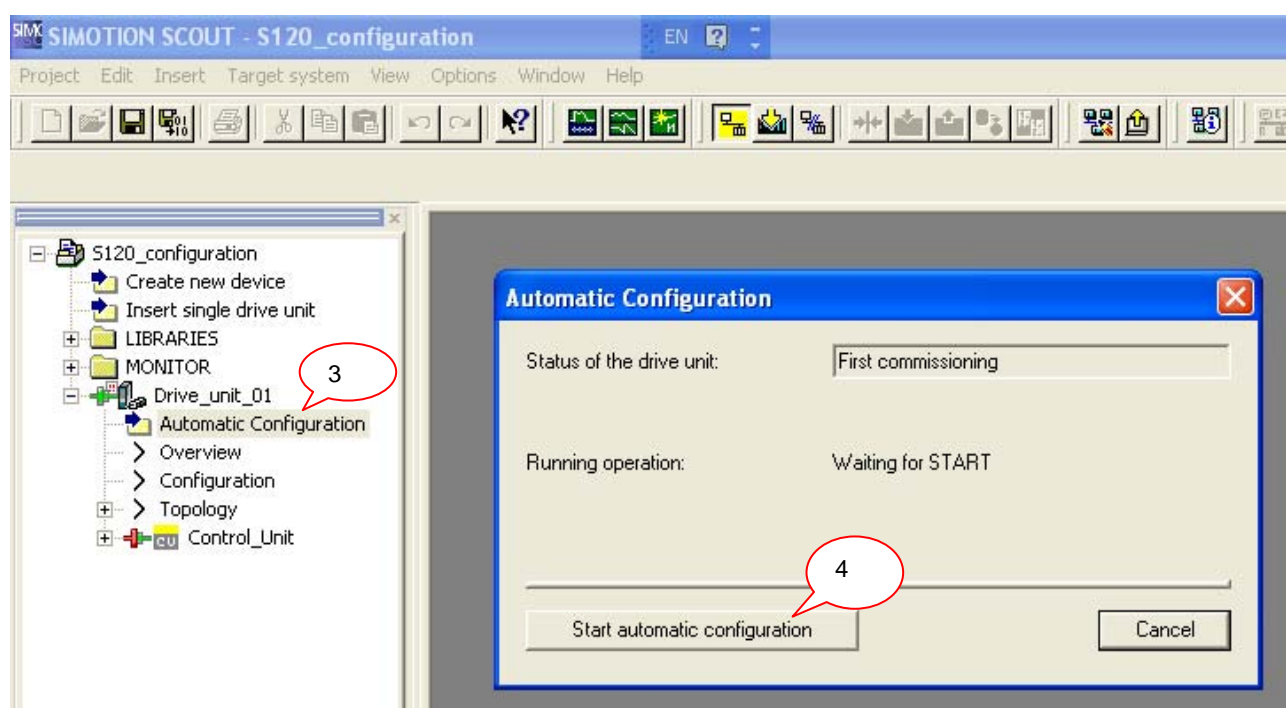 SIMOTION SCOUT - S120_configuration
EN
Project Edit Insert Target system View Options Window Help
S120_configuration
Create new device
Insert single drive unit
LIBRARIES
MONITOR
3
Drive_unit_01
Automatic Configuration
Overview
Configuration
Topology
CU Control_Unit
Automatic Configuration
Status of the drive unit: First commissioning
Running operation: Waiting for START
4
Start automatic configuration Cancel